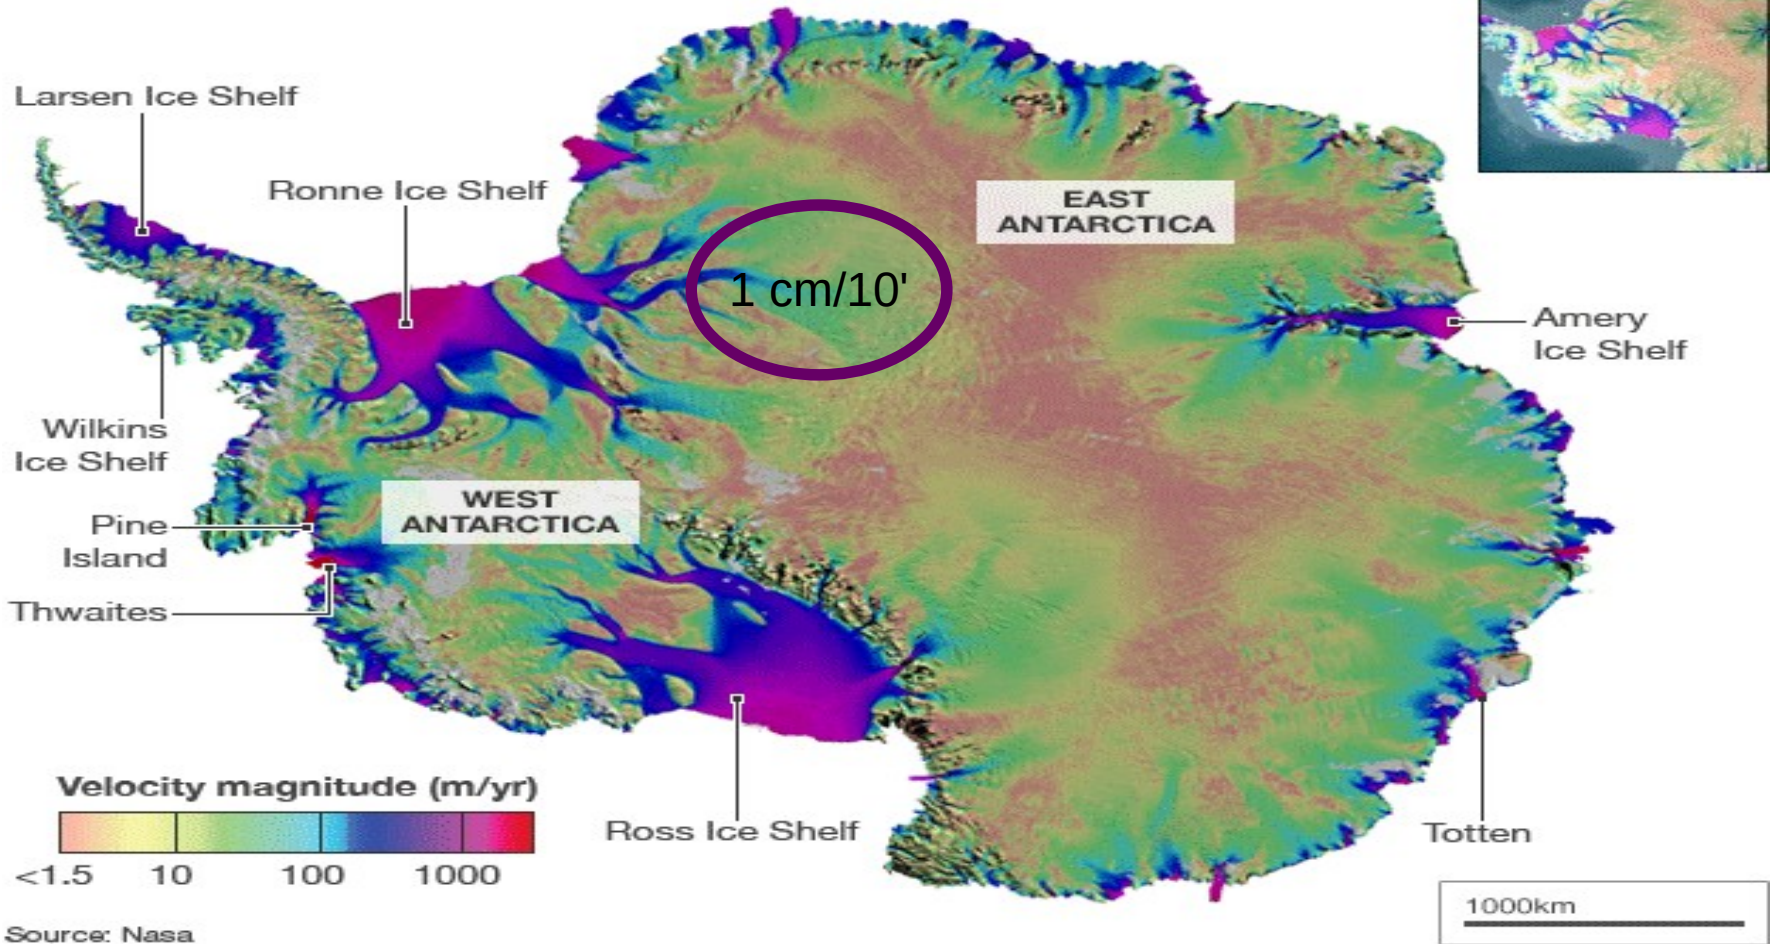 Larsen Ice Shelf
Ronne Ice Shelf
EAST
ANTARCTICA
1 cm/10'
Amery
Ice Shelf
Wilkins
Ice Shelf
WEST
ANTARCTICA
Pine
Island
Thwaites
Velocity magnitude (m/yr)
<1.5 10 100 1000
Ross Ice Shelf
Totten
1000km
Source: Nasa